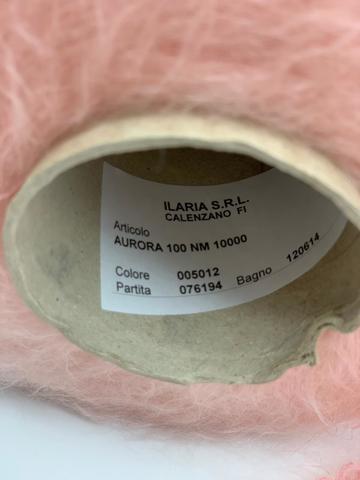 ILARIA S.R.L.
CALENZANO FI
Articolo
AURORA 100 NM 10000
Colore 005012
Partita 076194 Bagno 120614